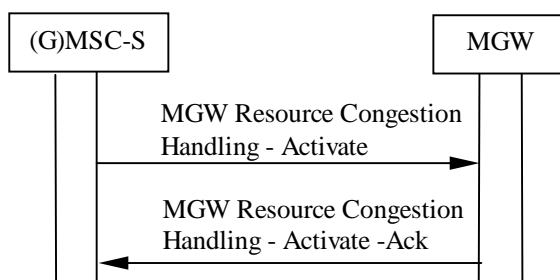 (G)MSC-S
MGW
MGW Resource Congestion
Handling - Activate
MGW Resource Congestion
Handling - Activate -Ack